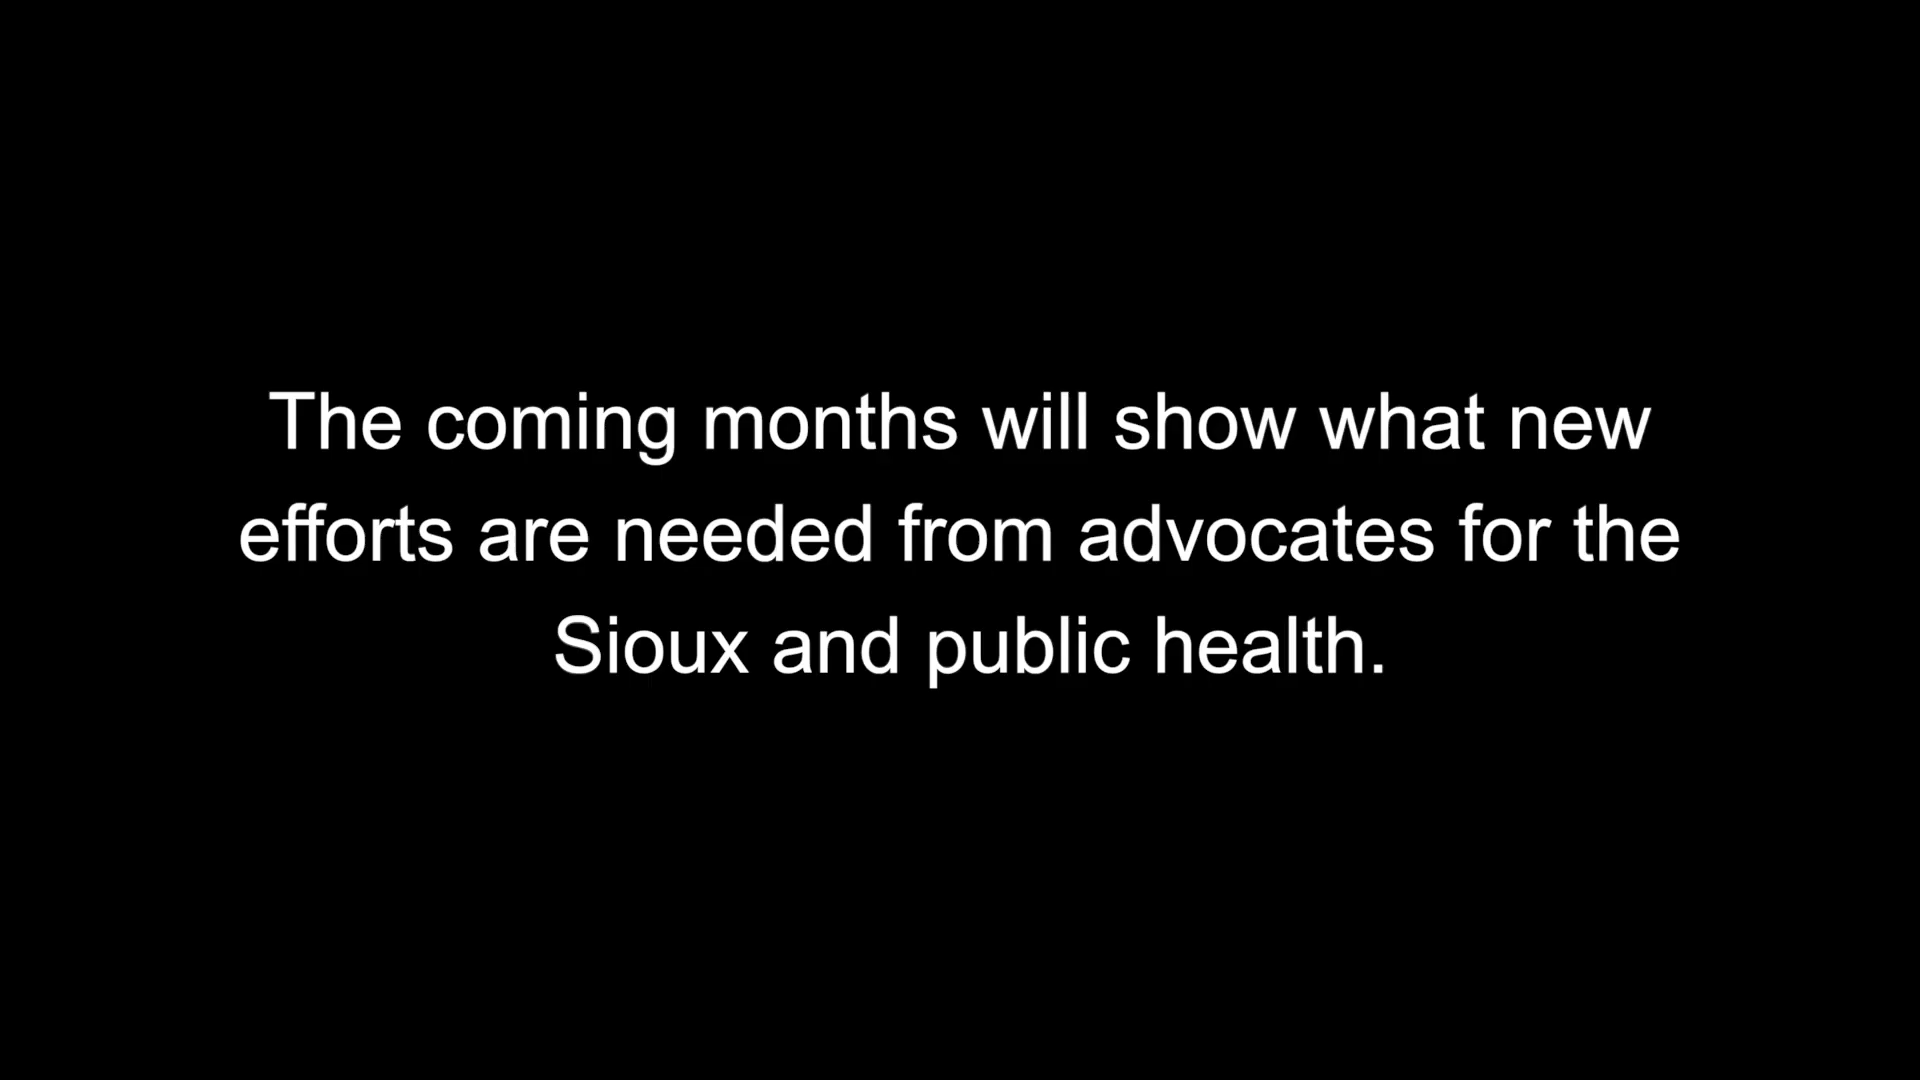 The coming months will show what new
efforts are needed from advocates for the
Sioux and public health.